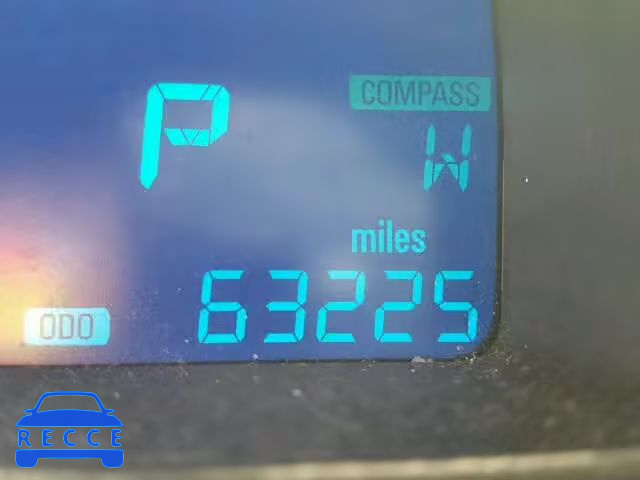 P
COMPASS
W
miles
ODO 63225
RECCE